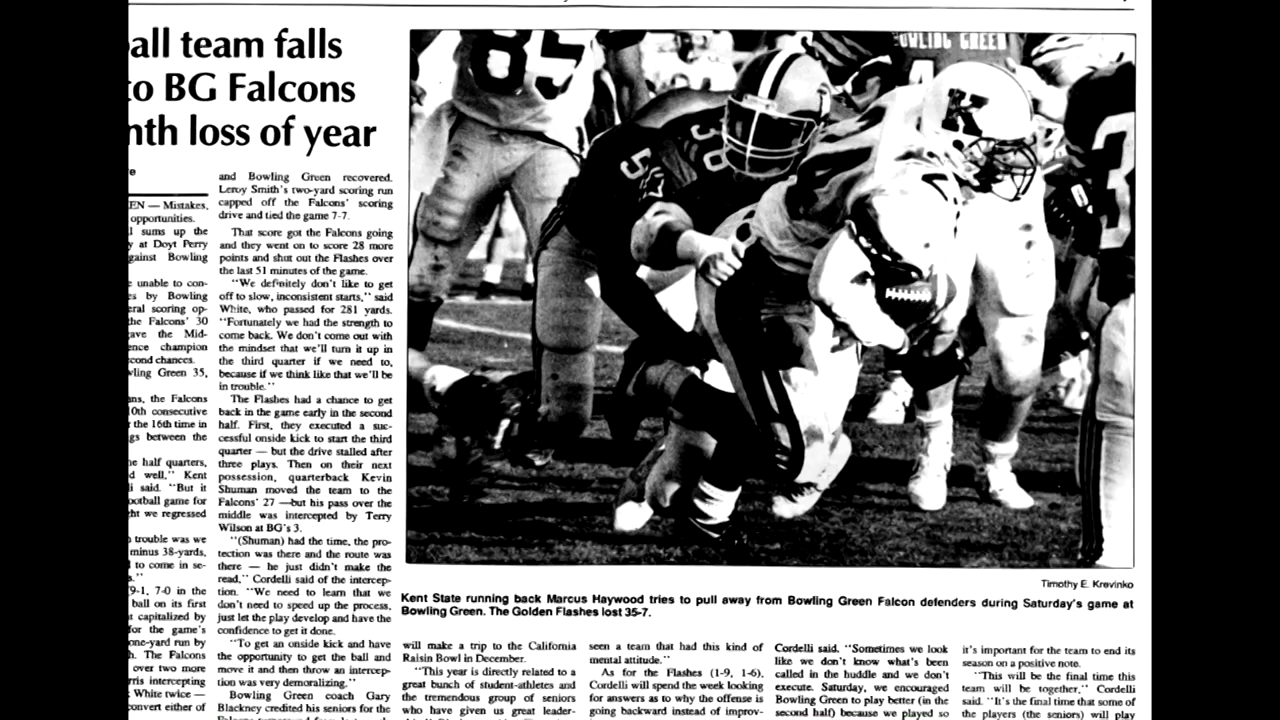 all team falls
to BG Falcons
nth loss of year
e
EN — Mistakes,
opportunities.
l sums up the
y at Doyt Perry
gainst Bowling
e unable to con-
es by Bowling
eral scoring op-
the Falcons' 30
ave the Mid-
ence champion
cond chances.
wling Green 35,
ans, the Falcons
0th consecutive
r the 16th time in
gs between the
he half quarters,
d well," Kent
li said. "But it
ootball game for
ht we regressed
trouble was we
minus 38-yards,
l to come in se-
s."
9-1, 7-0 in the
ball on its first
t capitalized by
for the game's
one-yard run by
h. The Falcons
over two more
rris intercepting
t White twice —
convert either of
and Bowling Green recovered.
Leroy Smith's two-yard scoring run
capped off the Falcons' scoring
drive and tied the game 7-7.
That score got the Falcons going
and they went on to score 28 more
points and shut out the Flashes over
the last 51 minutes of the game.
"We definitely don't like to get
off to slow, inconsistent starts," said
White, who passed for 281 yards.
"Fortunately we had the strength to
come back. We don't come out with
the mindset that we'll turn it up in
the third quarter if we need to,
because if we think like that we'll be
in trouble."
The Flashes had a chance to get
back in the game early in the second
half. First, they executed a suc-
cessful onside kick to start the third
quarter — but the drive stalled after
three plays. Then on their next
possession, quarterback Kevin
Shuman moved the team to the
Falcons' 27 —but his pass over the
middle was intercepted by Terry
Wilson at BG's 3.
"(Shuman) had the time, the pro-
tection was there and the route was
there — he just didn't make the
read," Cordelli said of the intercep-
tion. "We need to learn that we
don't need to speed up the process,
just let the play develop and have the
confidence to get it done.
"To get an onside kick and have
the opportunity to get the ball and
move it and then throw an intercep-
tion was very demoralizing."
Bowling Green coach Gary
Blackney credited his seniors for the
85
BOWLING GREEN
K
3
Timothy E. Krevinko
Kent State running back Marcus Haywood tries to pull away from Bowling Green Falcon defenders during Saturday's game at
Bowling Green. The Golden Flashes lost 35-7.
will make a trip to the California
Raisin Bowl in December.
"This year is directly related to a
great bunch of student-athletes and
the tremendous group of seniors
who have given us great leader-
seen a team that had this kind of
mental attitude."
As for the Flashes (1-9, 1-6),
Cordelli will spend the week looking
for answers as to why the offense is
going backward instead of improv-
Cordelli said. "Sometimes we look
like we don't know what's been
called in the huddle and we don't
execute. Saturday, we encouraged
Bowling Green to play better (in the
second half) because we played so
it's important for the team to end its
season on a positive note.
"This will be the final time this
team will be together," Cordelli
said. "It's the final time that some of
the players (the seniors) will play